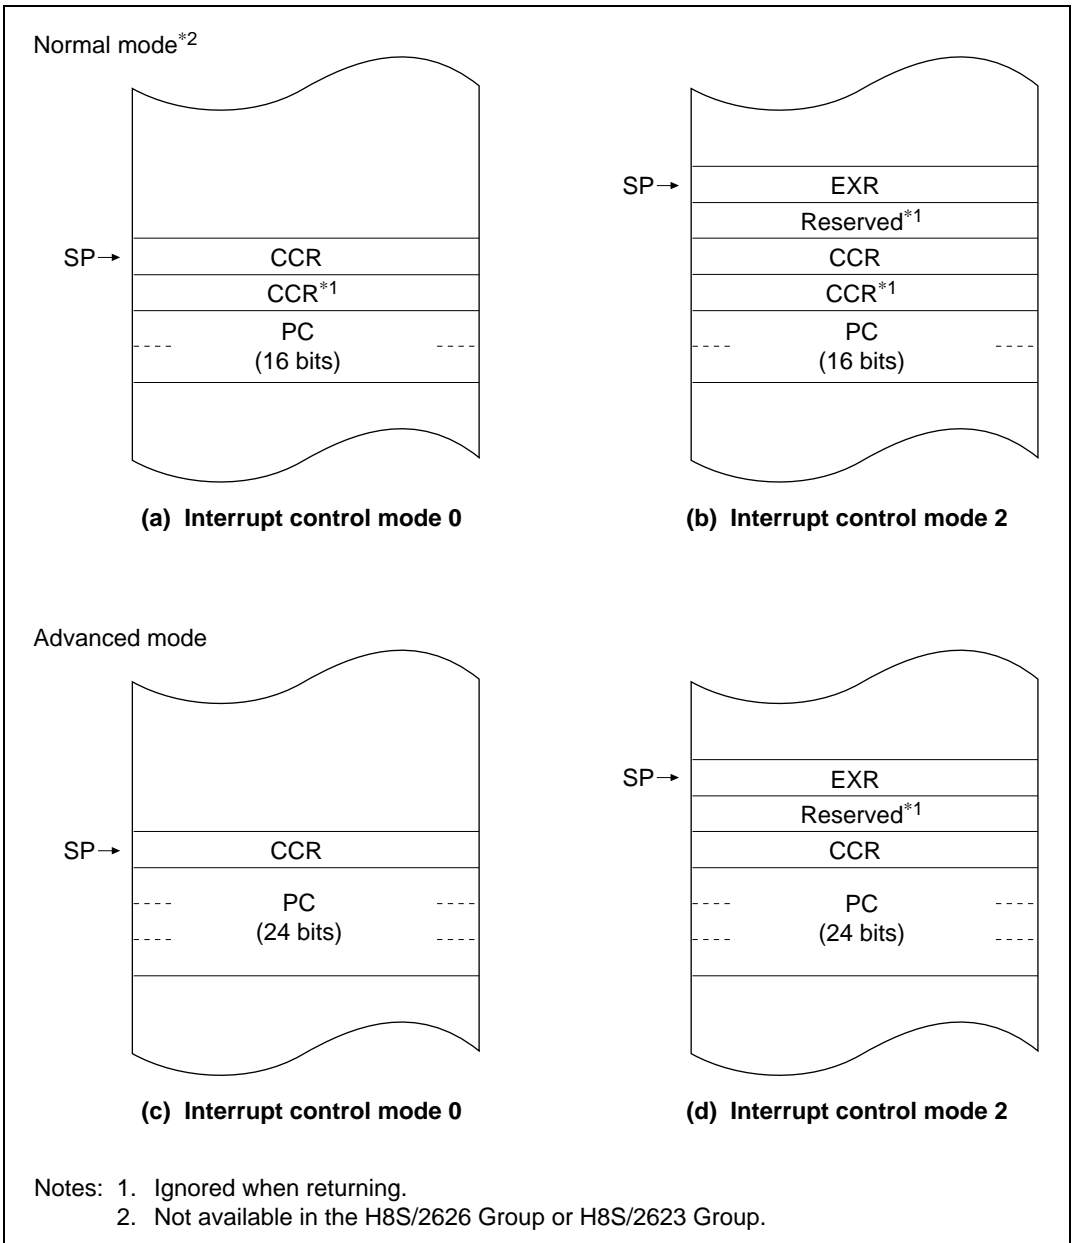 Normal mode*2
SP→ CCR
CCR*1
PC
(16 bits)
(a) Interrupt control mode 0
SP→ EXR
Reserved*1
CCR
CCR*1
PC
(16 bits)
(b) Interrupt control mode 2
Advanced mode
SP→ CCR
PC
(24 bits)
(c) Interrupt control mode 0
SP→ EXR
Reserved*1
CCR
PC
(24 bits)
(d) Interrupt control mode 2
Notes: 1. Ignored when returning.
2. Not available in the H8S/2626 Group or H8S/2623 Group.